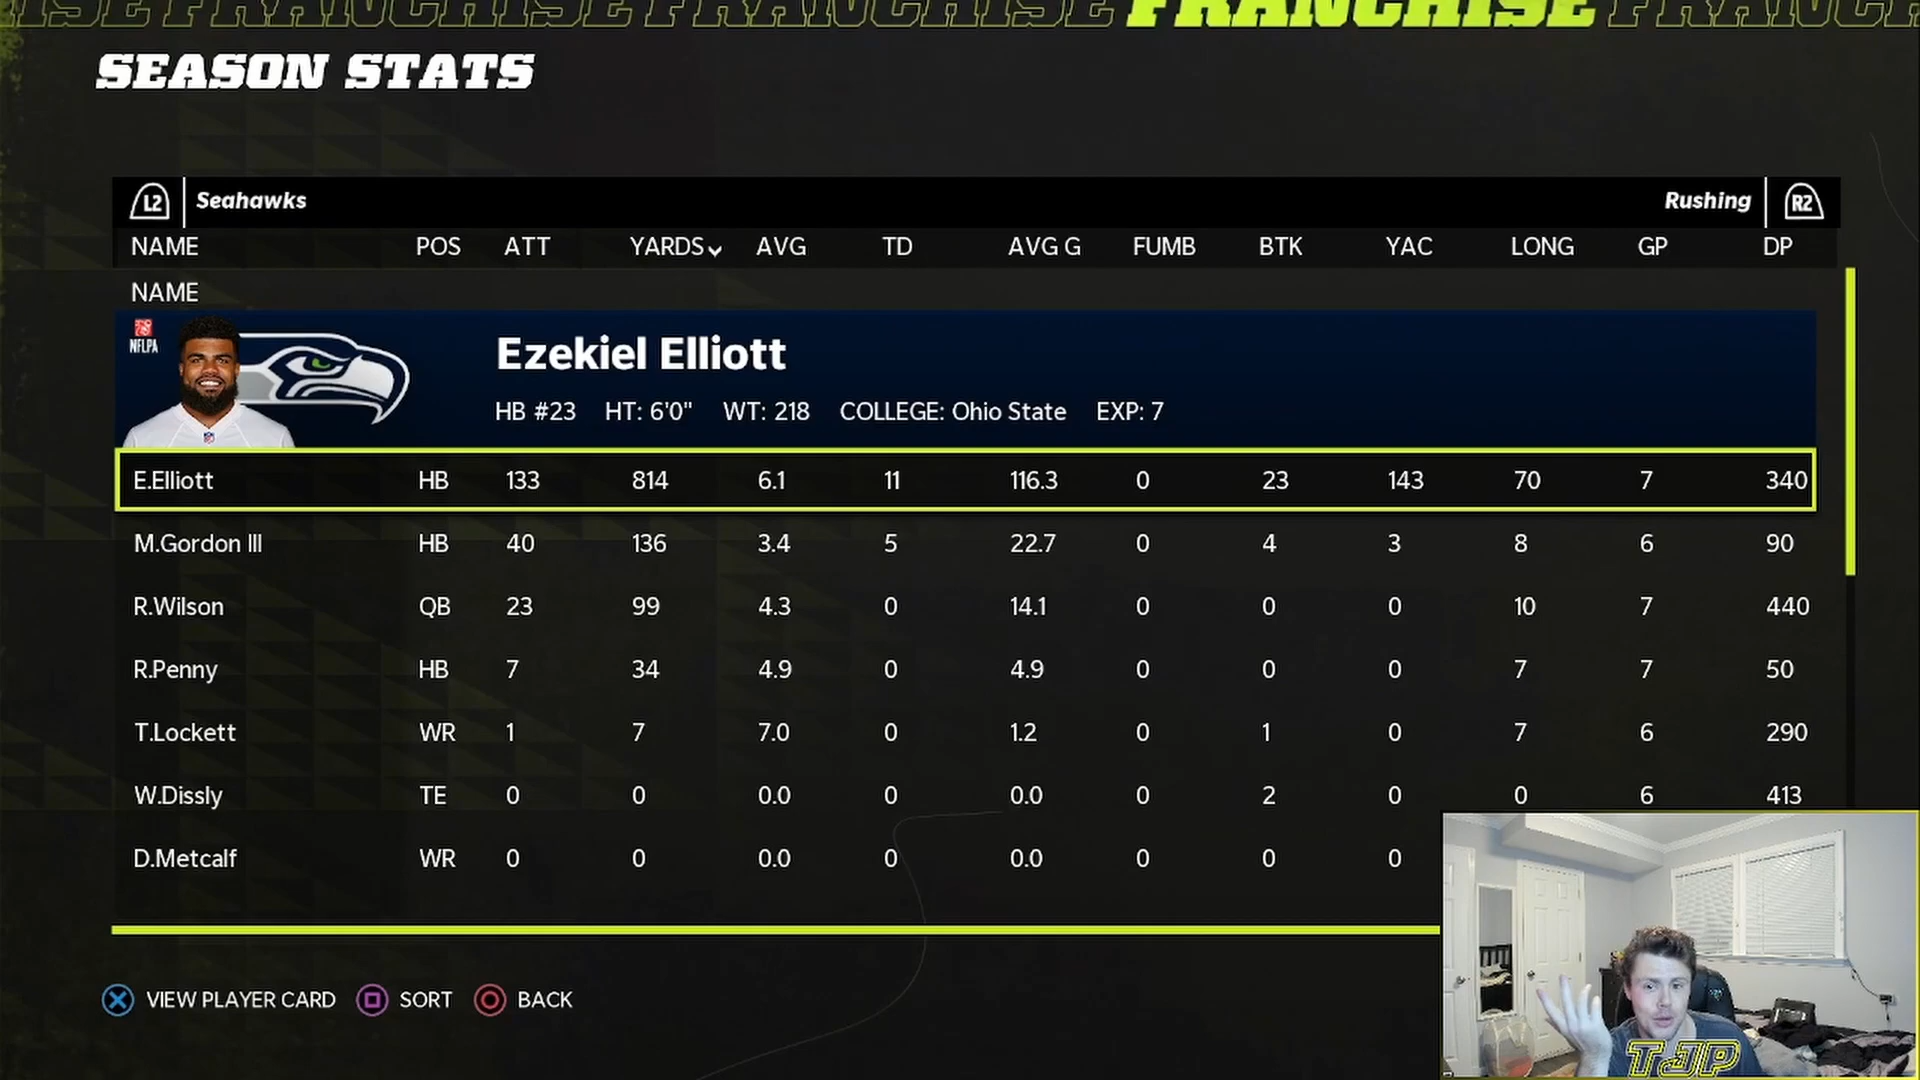 FRANCHISE FRANCHISE FRANCHISE
SEASON STATS
L2 Seahawks Rushing R2
NAME POS ATT YARDS AVG TD AVG G FUMB BTK YAC LONG GP DP
NAME
NFLPA
Ezekiel Elliott
HB #23 HT: 6'0" WT: 218 COLLEGE: Ohio State EXP: 7
E.Elliott HB 133 814 6.1 11 116.3 0 23 143 70 7 340
M.Gordon III HB 40 136 3.4 5 22.7 0 4 3 8 6 90
R.Wilson QB 23 99 4.3 0 14.1 0 0 0 10 7 440
R.Penny HB 7 34 4.9 0 4.9 0 0 0 7 7 50
T.Lockett WR 1 7 7.0 0 1.2 0 1 0 7 6 290
W.Dissly TE 0 0 0.0 0 0.0 0 2 0 0 6 413
D.Metcalf WR 0 0 0.0 0 0.0 0 0 0
VIEW PLAYER CARD SORT BACK
TJP